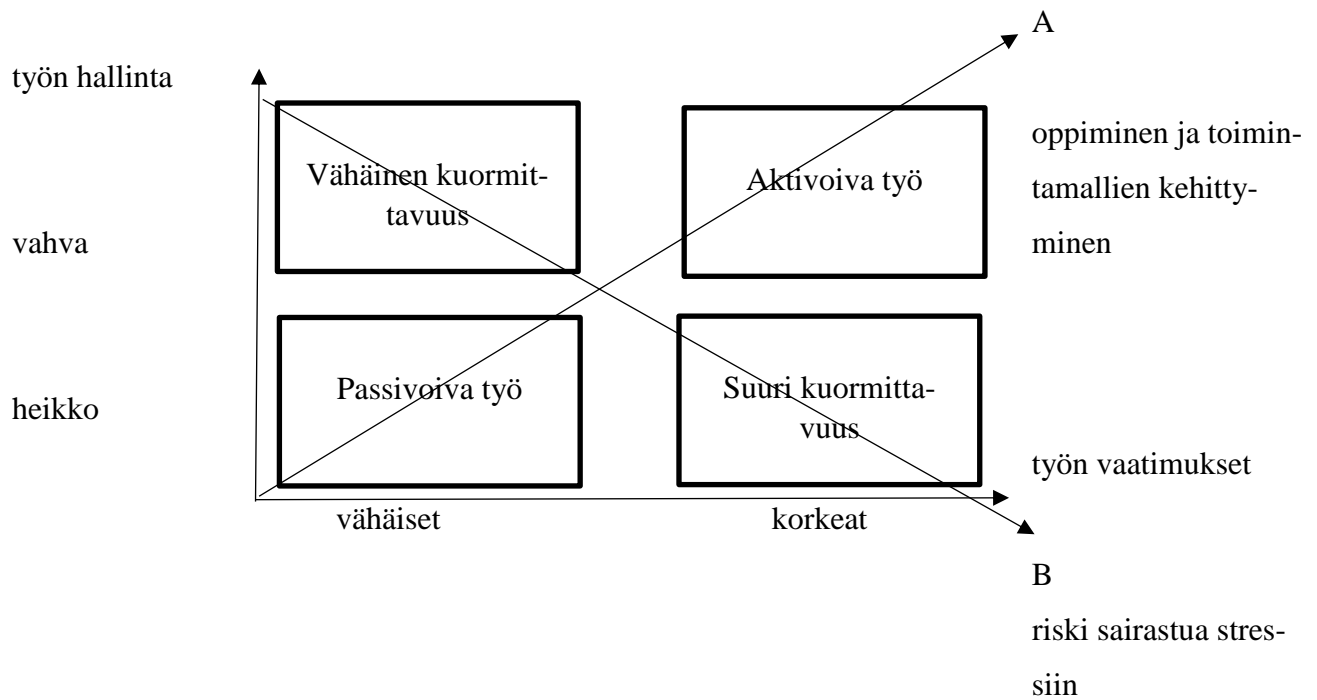 A
työn hallinta
oppiminen ja toimin-
tamallien kehitty-
minen
Vähäinen kuormit-
tavuus
Aktivoiva työ
vahva
Passivoiva työ
Suuri kuormitta-
vuus
heikko
työn vaatimukset
vähäiset
korkeat
B
riski sairastua stres-
siin